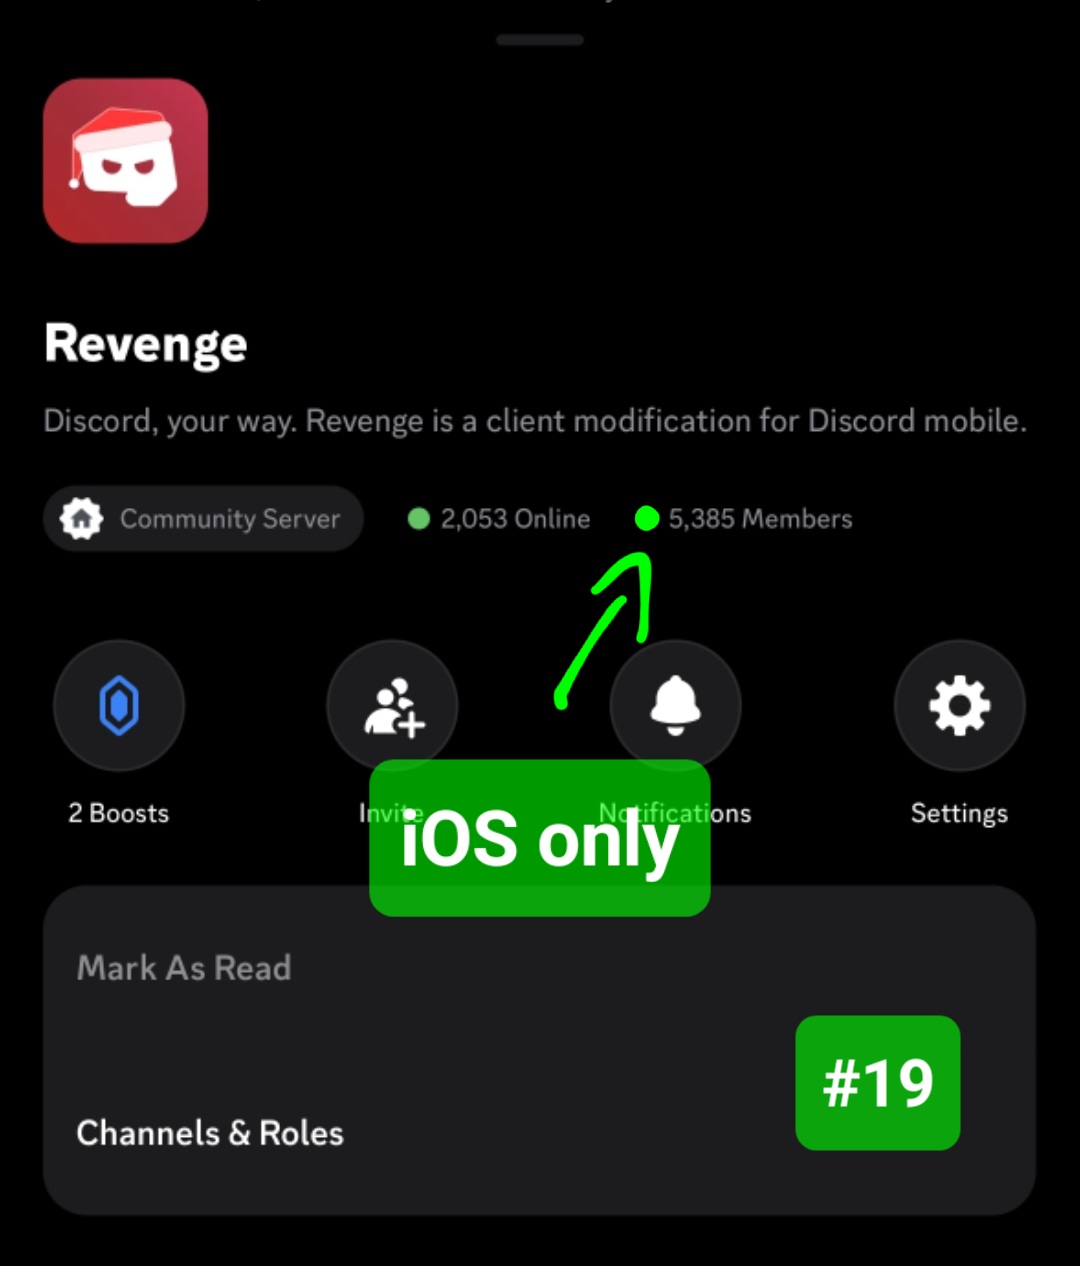 Revenge
Discord, your way. Revenge is a client modification for Discord mobile.
Community Server 2,053 Online 5,385 Members
2 Boosts Invite Notifications Settings
iOS only
Mark As Read
#19
Channels & Roles